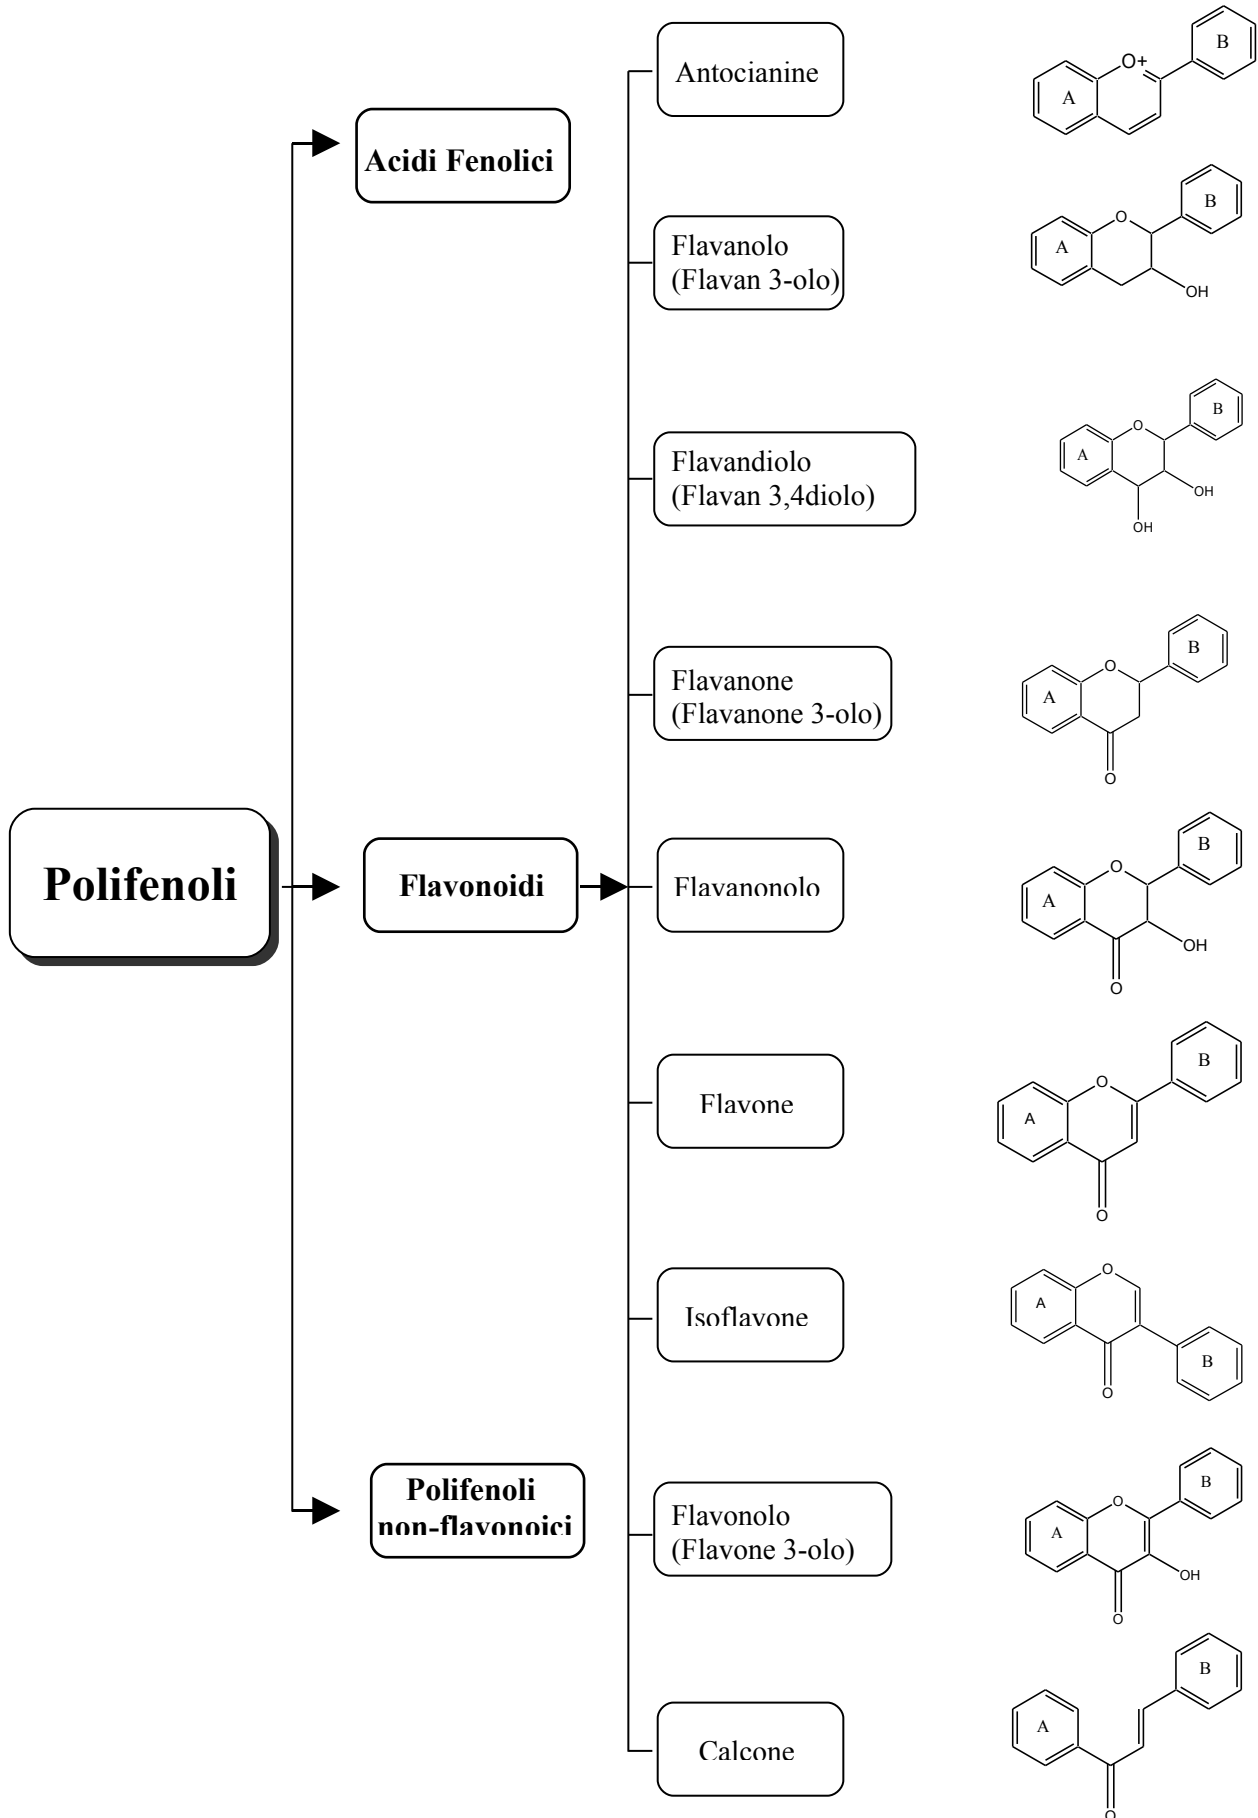 Polifenoli
Acidi Fenolici
Flavonoidi
Polifenoli
non-flavonoici
Antocianine
O+
A
B
Flavanolo
(Flavan 3-olo)
O
A
B
OH
Flavandiolo
(Flavan 3,4diolo)
O
A
B
OH
OH
Flavanone
(Flavanone 3-olo)
O
A
B
O
Flavanonolo
O
A
B
OH
O
Flavone
O
A
B
O
Isoflavone
O
A
B
O
Flavonolo
(Flavone 3-olo)
O
A
B
OH
O
Calcone
A
B
O